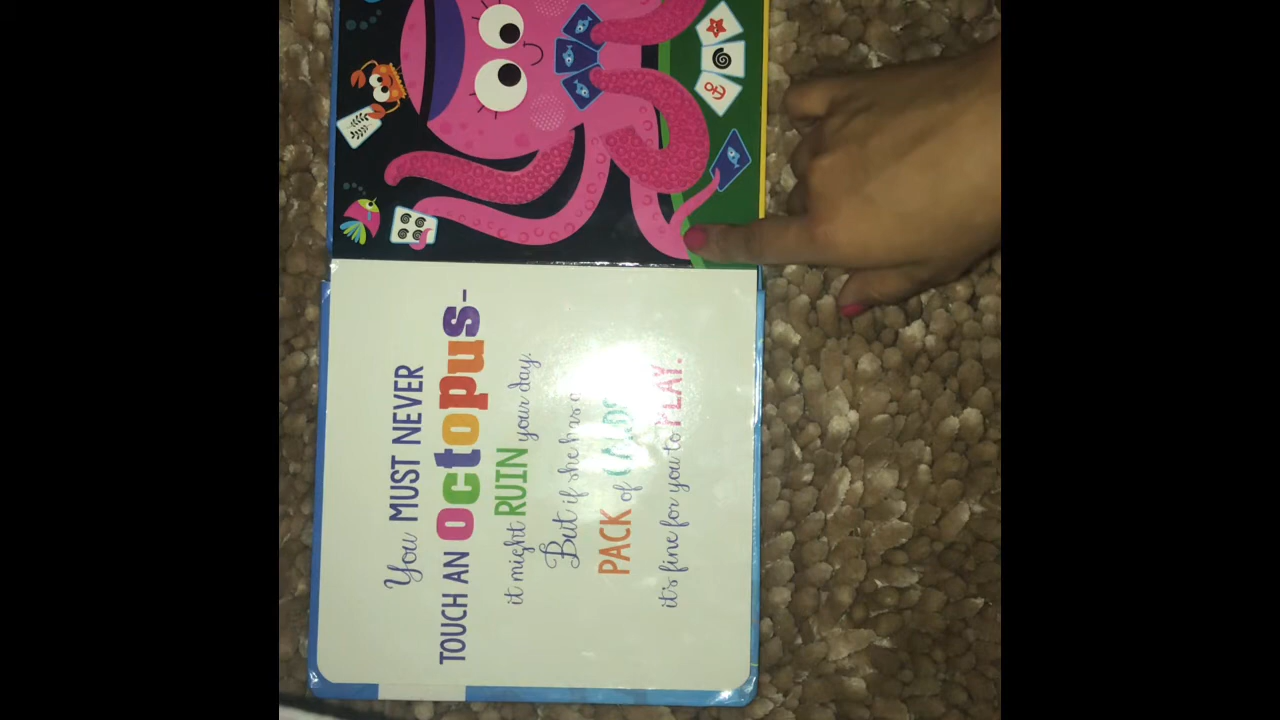 You MUST NEVER
TOUCH AN octopus-
it might RUIN your day.
But if she has a
PACK of
it's fine for you to PLAY.